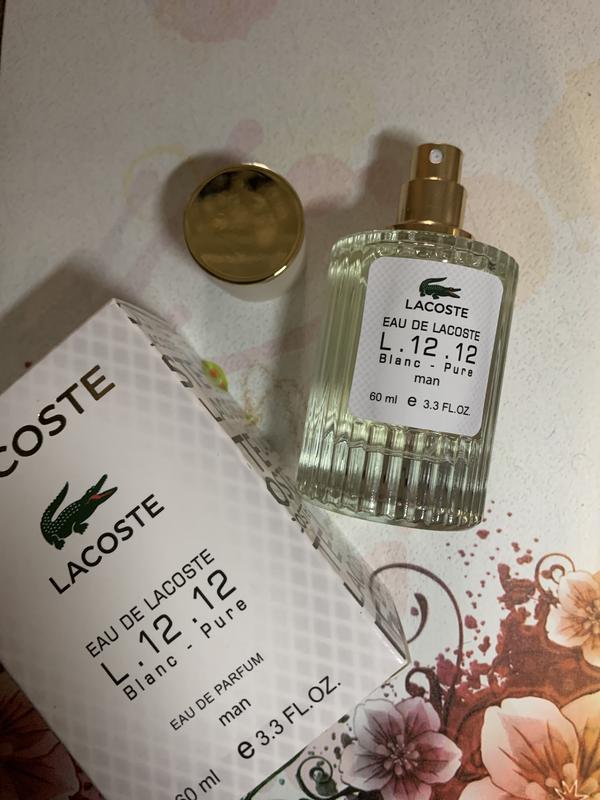 LACOSTE
EAU DE LACOSTE
L.12.12
Blanc - Pure
man
60 ml e 3.3 FL.OZ.
COSTE
LACOSTE
EAU DE LACOSTE
L.12.12
Blanc - Pure
EAU DE PARFUM
man
60 ml e 3.3 FL.OZ.